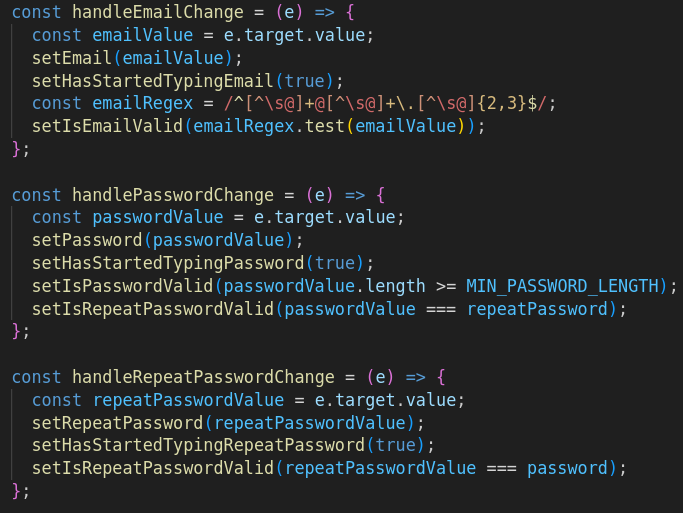 const handleEmailChange = (e) => {
  const emailValue = e.target.value;
  setEmail(emailValue);
  setHasStartedTypingEmail(true);
  const emailRegex = /^[^\s@]+@[^\s@]+\.[^\s@]{2,3}$/;
  setIsEmailValid(emailRegex.test(emailValue));
};

const handlePasswordChange = (e) => {
  const passwordValue = e.target.value;
  setPassword(passwordValue);
  setHasStartedTypingPassword(true);
  setIsPasswordValid(passwordValue.length >= MIN_PASSWORD_LENGTH);
  setIsRepeatPasswordValid(passwordValue === repeatPassword);
};

const handleRepeatPasswordChange = (e) => {
  const repeatPasswordValue = e.target.value;
  setRepeatPassword(repeatPasswordValue);
  setHasStartedTypingRepeatPassword(true);
  setIsRepeatPasswordValid(repeatPasswordValue === password);
};